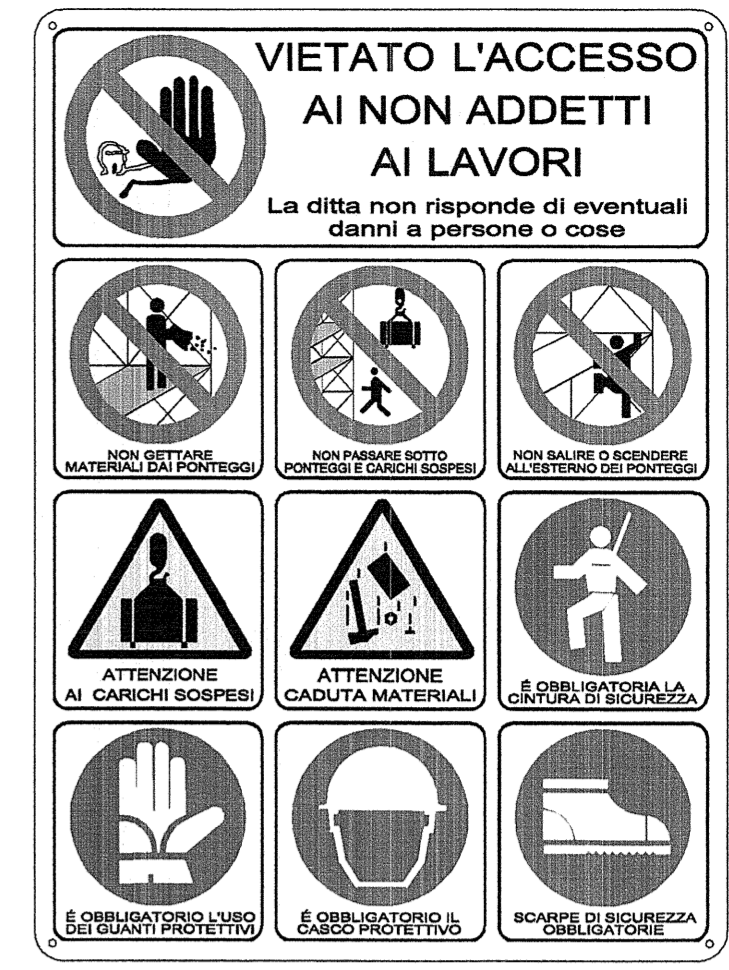 VIETATO L'ACCESSO
AI NON ADDETTI
AI LAVORI
La ditta non risponde di eventuali
danni a persone o cose
NON GETTARE
MATERIALI DAI PONTEGGI
NON PASSARE SOTTO
PONTEGGI E CARICHI SOSPESI
NON SALIRE O SCENDERE
ALL'ESTERNO DEI PONTEGGI
ATTENZIONE
AI CARICHI SOSPESI
ATTENZIONE
CADUTA MATERIALI
É OBBLIGATORIA LA
CINTURA DI SICUREZZA
É OBBLIGATORIO L'USO
DEI GUANTI PROTETTIVI
É OBBLIGATORIO IL
CASCO PROTETTIVO
SCARPE DI SICUREZZA
OBBLIGATORIE